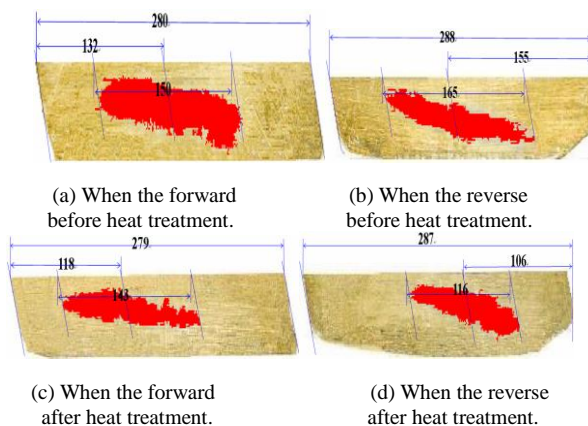 280
132
150
288
155
165
(a) When the forward
before heat treatment.
(b) When the reverse
before heat treatment.
279
118
143
287
106
116
(c) When the forward
after heat treatment.
(d) When the reverse
after heat treatment.